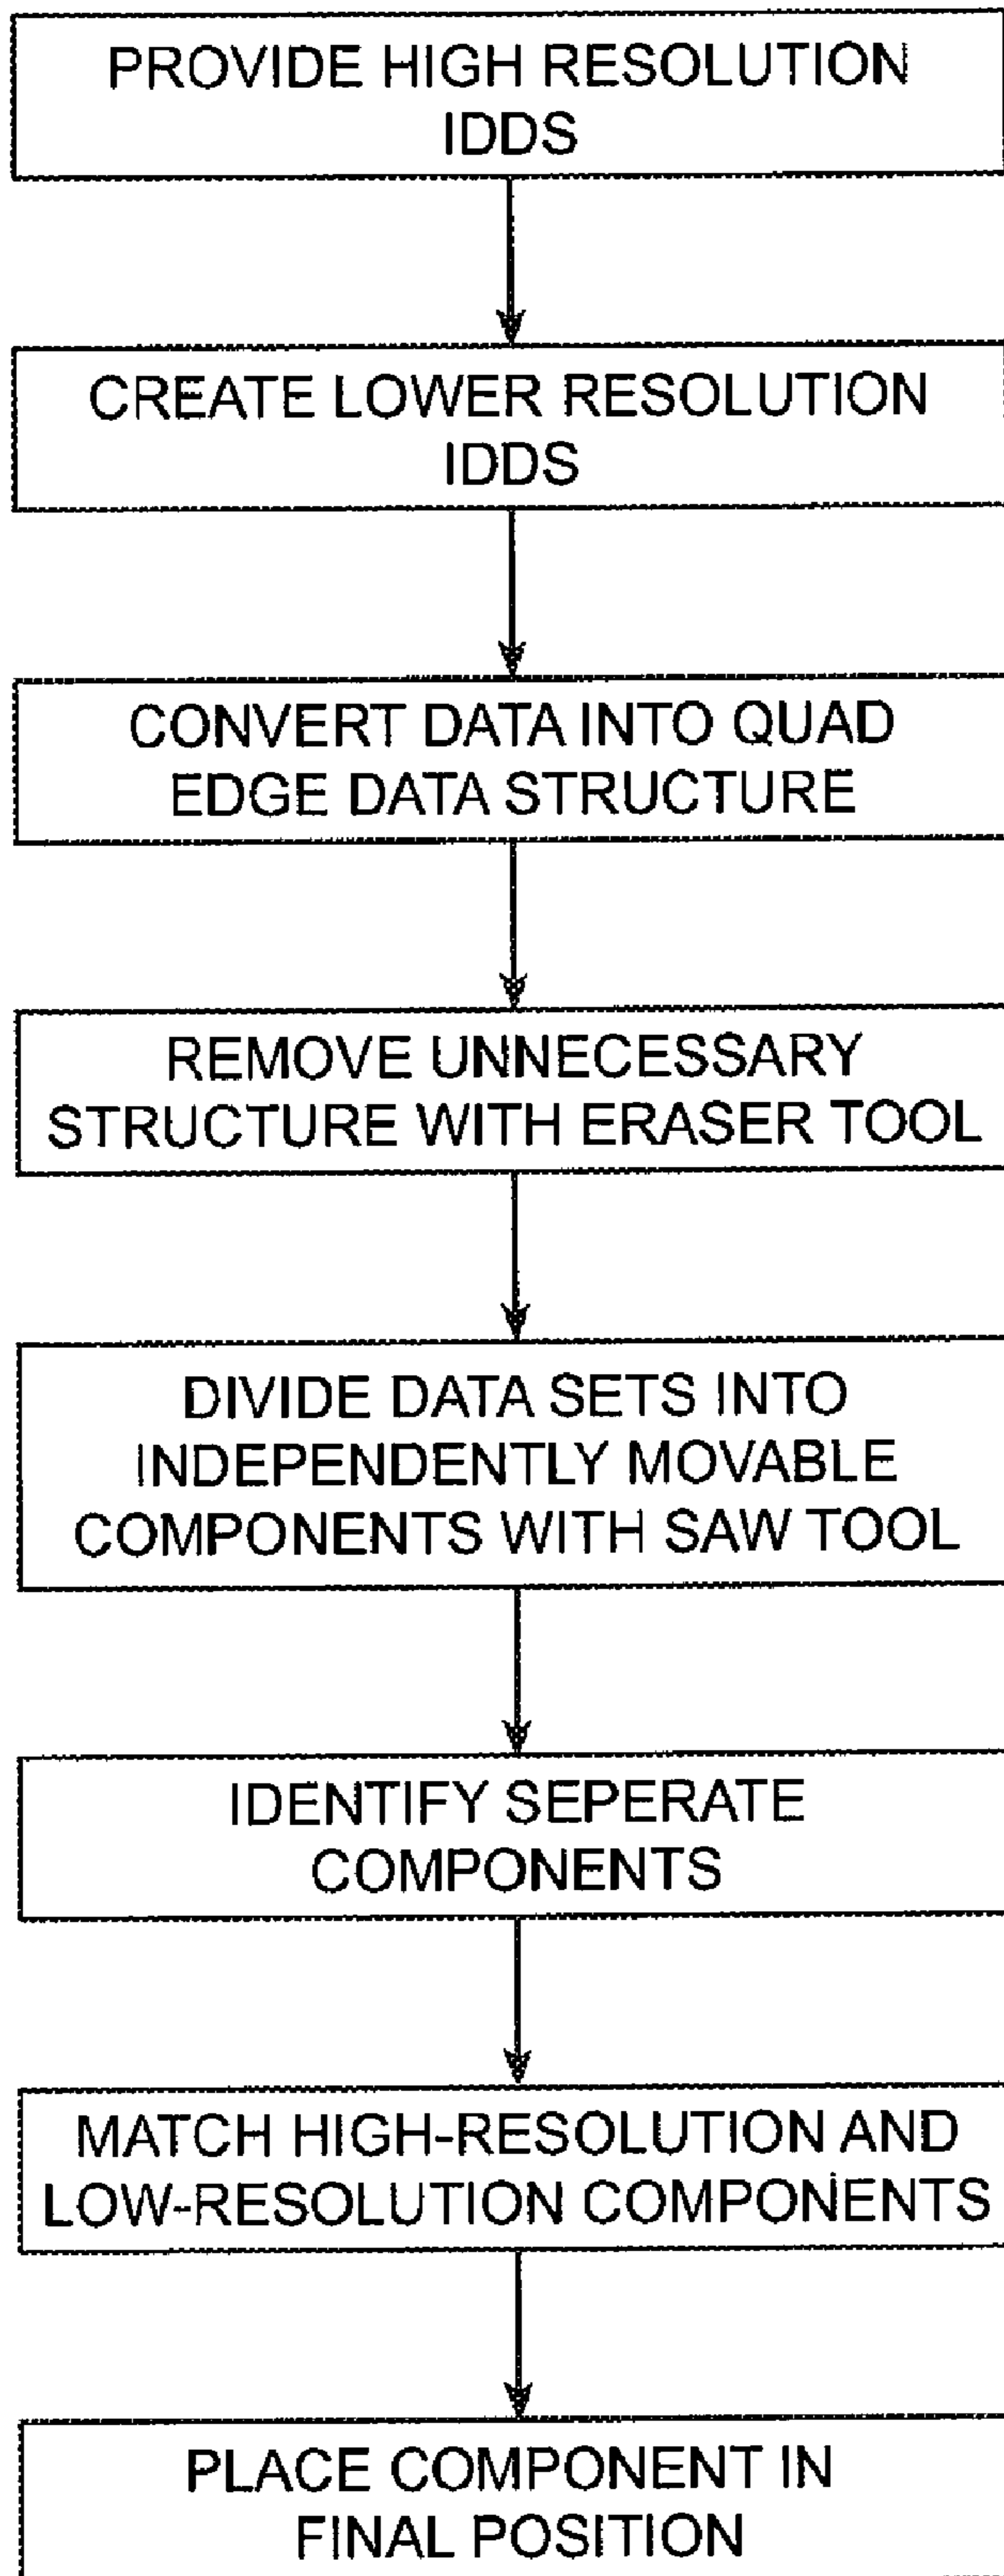 PROVIDE HIGH RESOLUTION
IDDS
CREATE LOWER RESOLUTION
IDDS
CONVERT DATA INTO QUAD
EDGE DATA STRUCTURE
REMOVE UNNECESSARY
STRUCTURE WITH ERASER TOOL
DIVIDE DATA SETS INTO
INDEPENDENTLY MOVABLE
COMPONENTS WITH SAW TOOL
IDENTIFY SEPERATE
COMPONENTS
MATCH HIGH-RESOLUTION AND
LOW-RESOLUTION COMPONENTS
PLACE COMPONENT IN
FINAL POSITION